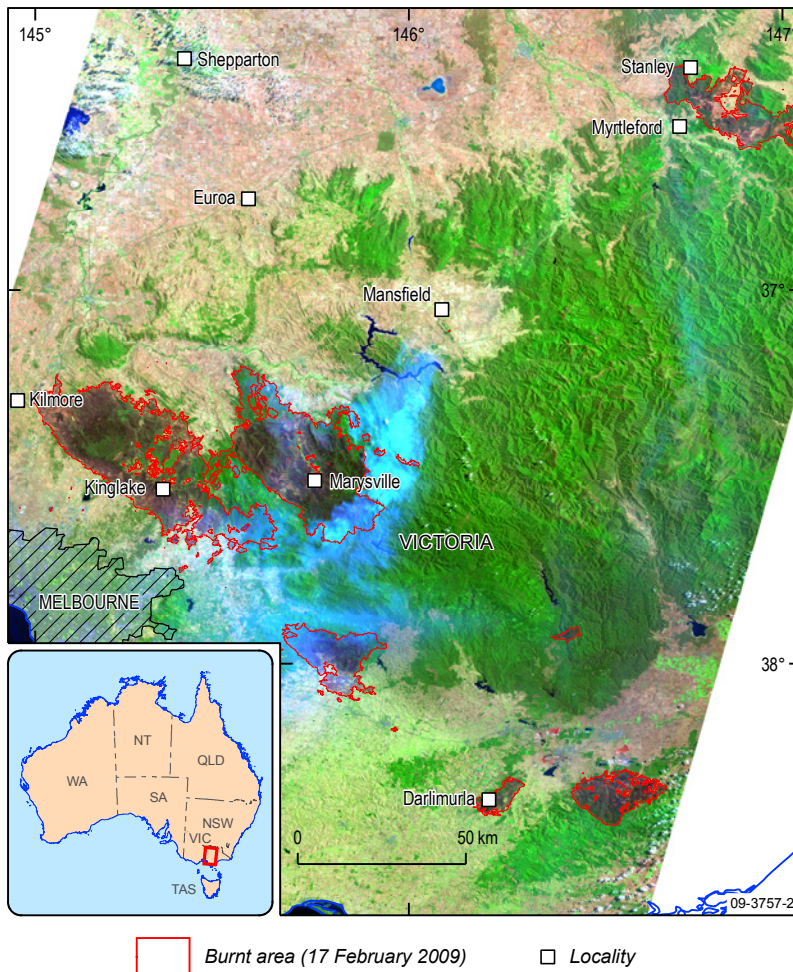 145°
146°
147°
Shepparton
Stanley
Myrtleford
Euroa
37°
Mansfield
Kilmore
Kinglake
Marysville
VICTORIA
MELBOURNE
38°
Darlimurla
0
50 km
09-3757-2
WA
NT
QLD
SA
NSW
VIC
TAS
Burnt area (17 February 2009)
Locality